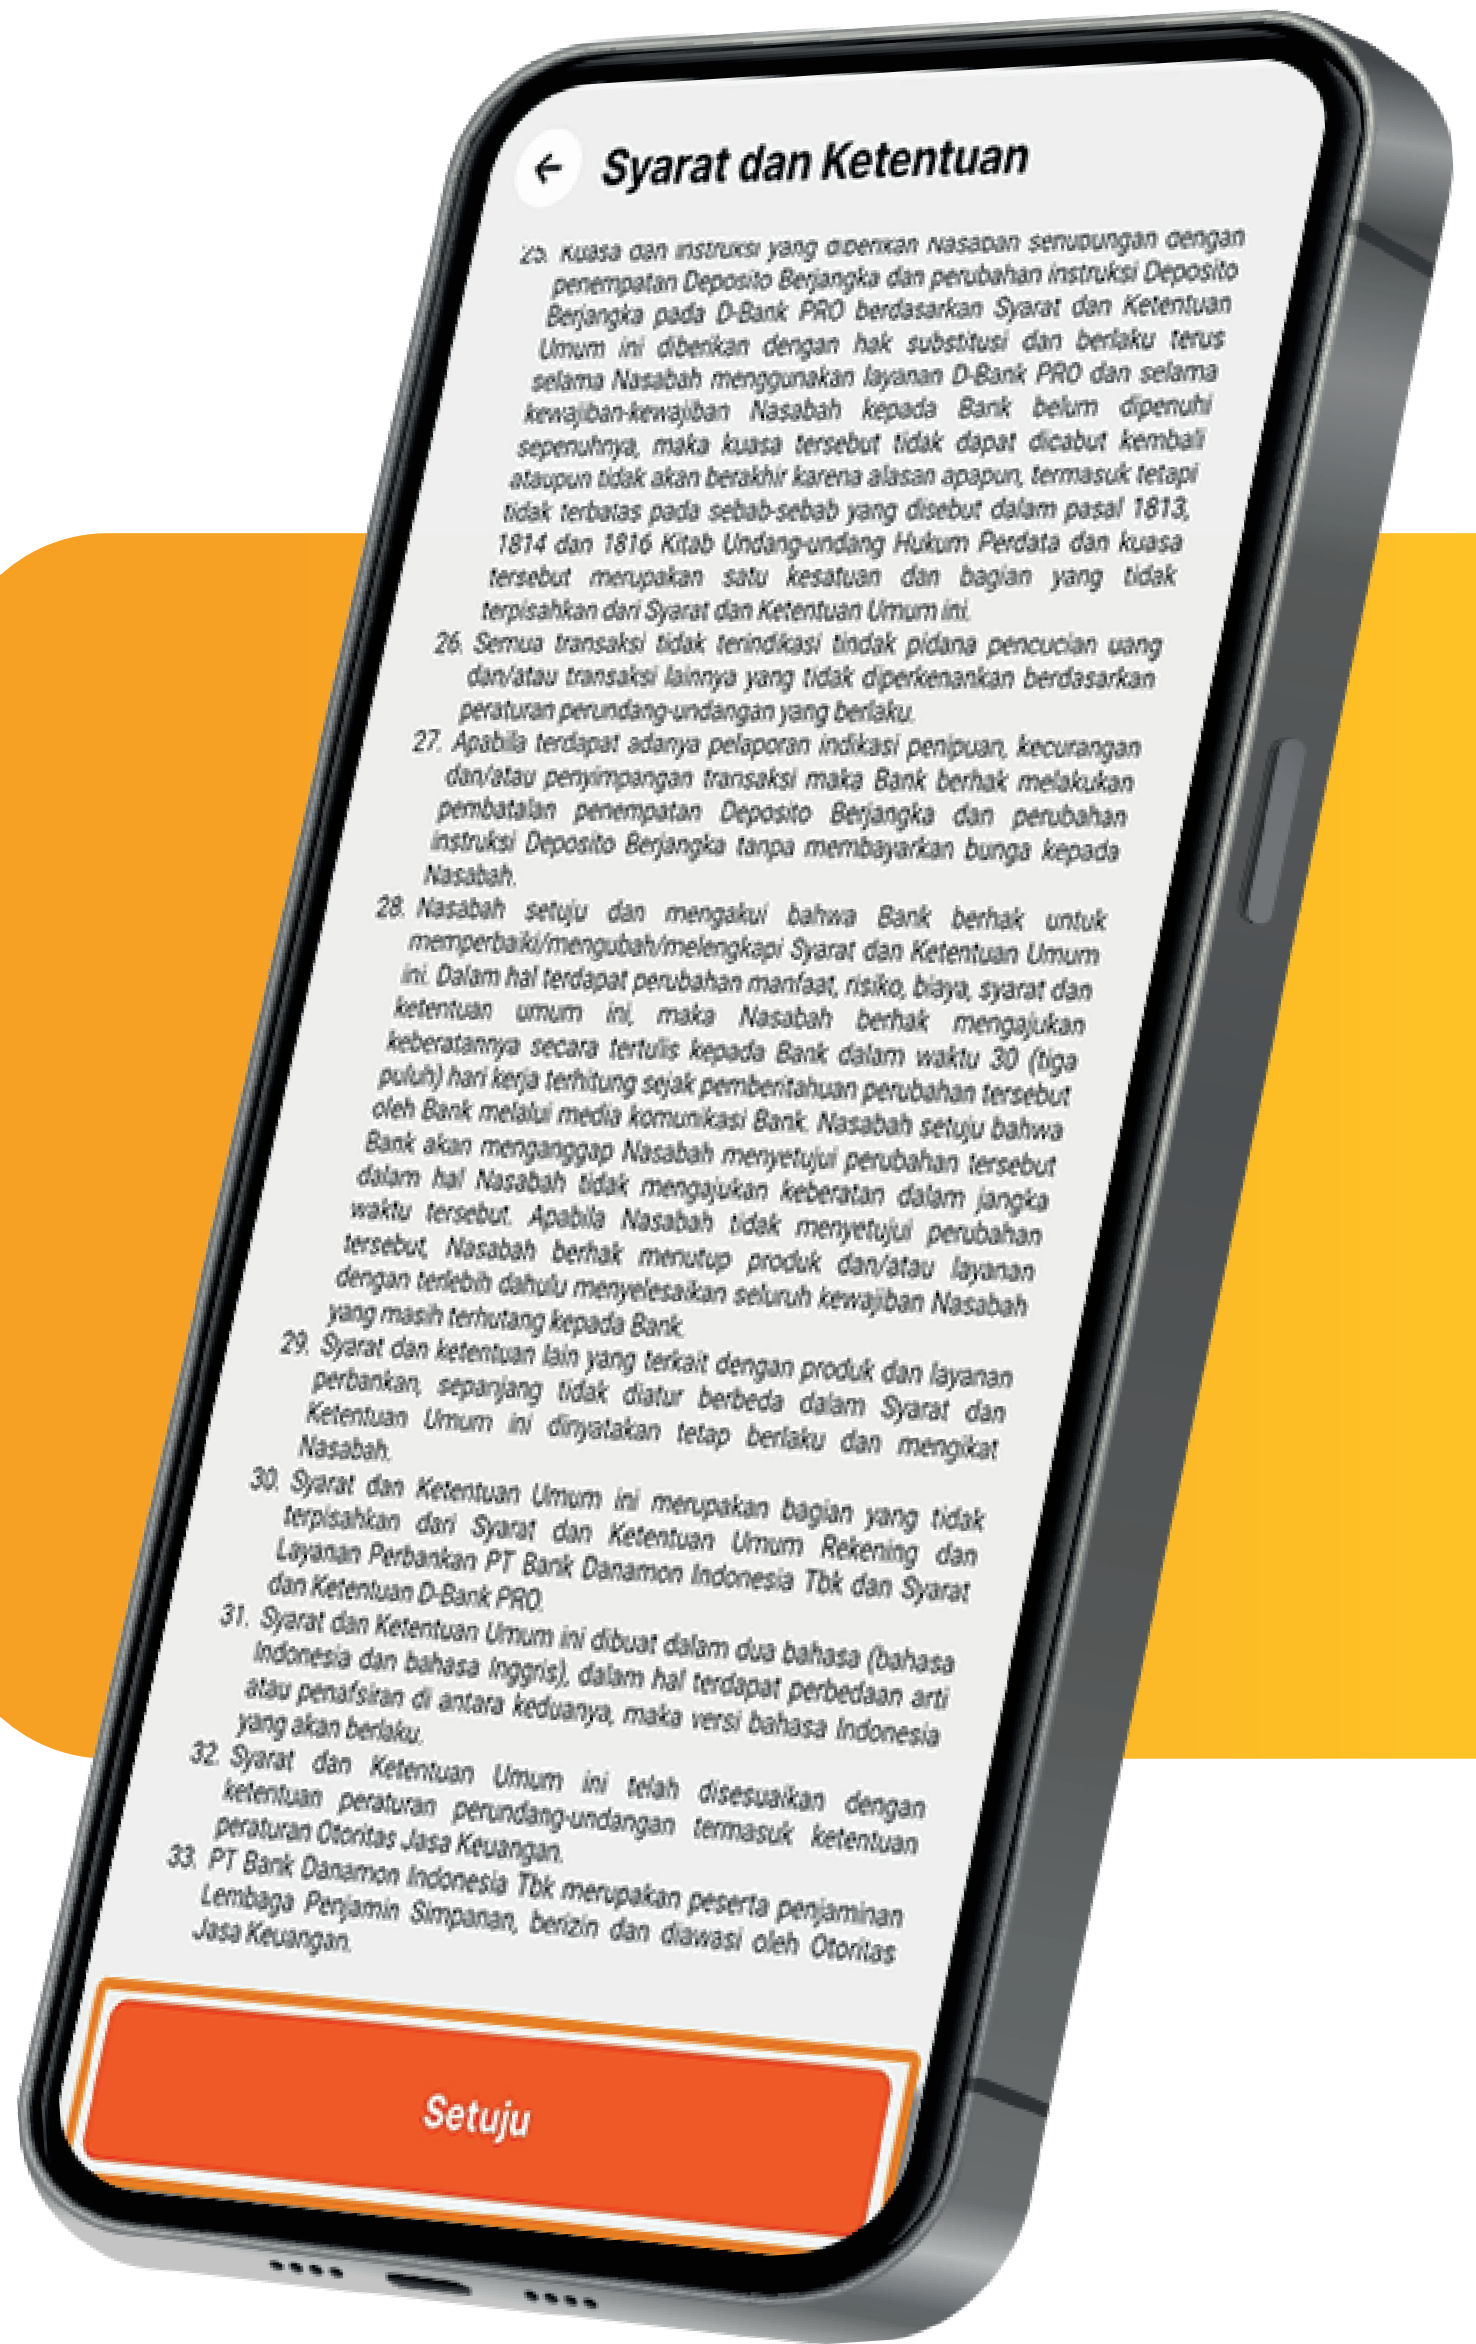 Syarat dan Ketentuan
25. Kuasa dan instruksi yang diberikan Nasabah sehubungan dengan
penempatan Deposito Berjangka dan perubahan instruksi Deposito
Berjangka pada D-Bank PRO berdasarkan Syarat dan Ketentuan
Umum ini diberikan dengan hak substitusi dan berlaku terus
selama Nasabah menggunakan layanan D-Bank PRO dan selama
kewajiban-kewajiban Nasabah kepada Bank belum dipenuhi
sepenuhnya, maka kuasa tersebut tidak dapat dicabut kembali
ataupun tidak akan berakhir karena alasan apapun, termasuk tetapi
tidak terbatas pada sebab-sebab yang disebut dalam pasal 1813,
1814 dan 1816 Kitab Undang-undang Hukum Perdata dan kuasa
tersebut merupakan satu kesatuan dan bagian yang tidak
terpisahkan dari Syarat dan Ketentuan Umum ini.
26. Semua transaksi tidak terindikasi tindak pidana pencucian uang
dan/atau transaksi lainnya yang tidak diperkenankan berdasarkan
peraturan perundang-undangan yang berlaku.
27. Apabila terdapat adanya pelaporan indikasi penipuan, kecurangan
dan/atau penyimpangan transaksi maka Bank berhak melakukan
pembatalan penempatan Deposito Berjangka dan perubahan
instruksi Deposito Berjangka tanpa membayarkan bunga kepada
Nasabah.
28. Nasabah setuju dan mengakui bahwa Bank berhak untuk
memperbaiki/mengubah/melengkapi Syarat dan Ketentuan Umum
ini. Dalam hal terdapat perubahan manfaat, risiko, biaya, syarat dan
ketentuan umum ini, maka Nasabah berhak mengajukan
keberatannya secara tertulis kepada Bank dalam waktu 30 (tiga
puluh) hari kerja terhitung sejak pemberitahuan perubahan tersebut
oleh Bank melalui media komunikasi Bank. Nasabah setuju bahwa
Bank akan menganggap Nasabah menyetujui perubahan tersebut
dalam hal Nasabah tidak mengajukan keberatan dalam jangka
waktu tersebut. Apabila Nasabah tidak menyetujui perubahan
tersebut, Nasabah berhak menutup produk dan/atau layanan
dengan terlebih dahulu menyelesaikan seluruh kewajiban Nasabah
yang masih terhutang kepada Bank.
29. Syarat dan ketentuan lain yang terkait dengan produk dan layanan
perbankan, sepanjang tidak diatur berbeda dalam Syarat dan
Ketentuan Umum ini dinyatakan tetap berlaku dan mengikat
Nasabah.
30. Syarat dan Ketentuan Umum ini merupakan bagian yang tidak
terpisahkan dari Syarat dan Ketentuan Umum Rekening dan
Layanan Perbankan PT Bank Danamon Indonesia Tbk dan Syarat
dan Ketentuan D-Bank PRO.
31. Syarat dan Ketentuan Umum ini dibuat dalam dua bahasa (bahasa
Indonesia dan bahasa Inggris), dalam hal terdapat perbedaan arti
atau penafsiran di antara keduanya, maka versi bahasa Indonesia
yang akan berlaku.
32. Syarat dan Ketentuan Umum ini telah disesuaikan dengan
ketentuan peraturan perundang-undangan termasuk ketentuan
peraturan Otoritas Jasa Keuangan.
33. PT Bank Danamon Indonesia Tbk merupakan peserta penjaminan
Lembaga Penjamin Simpanan, berizin dan diawasi oleh Otoritas
Jasa Keuangan.
Setuju